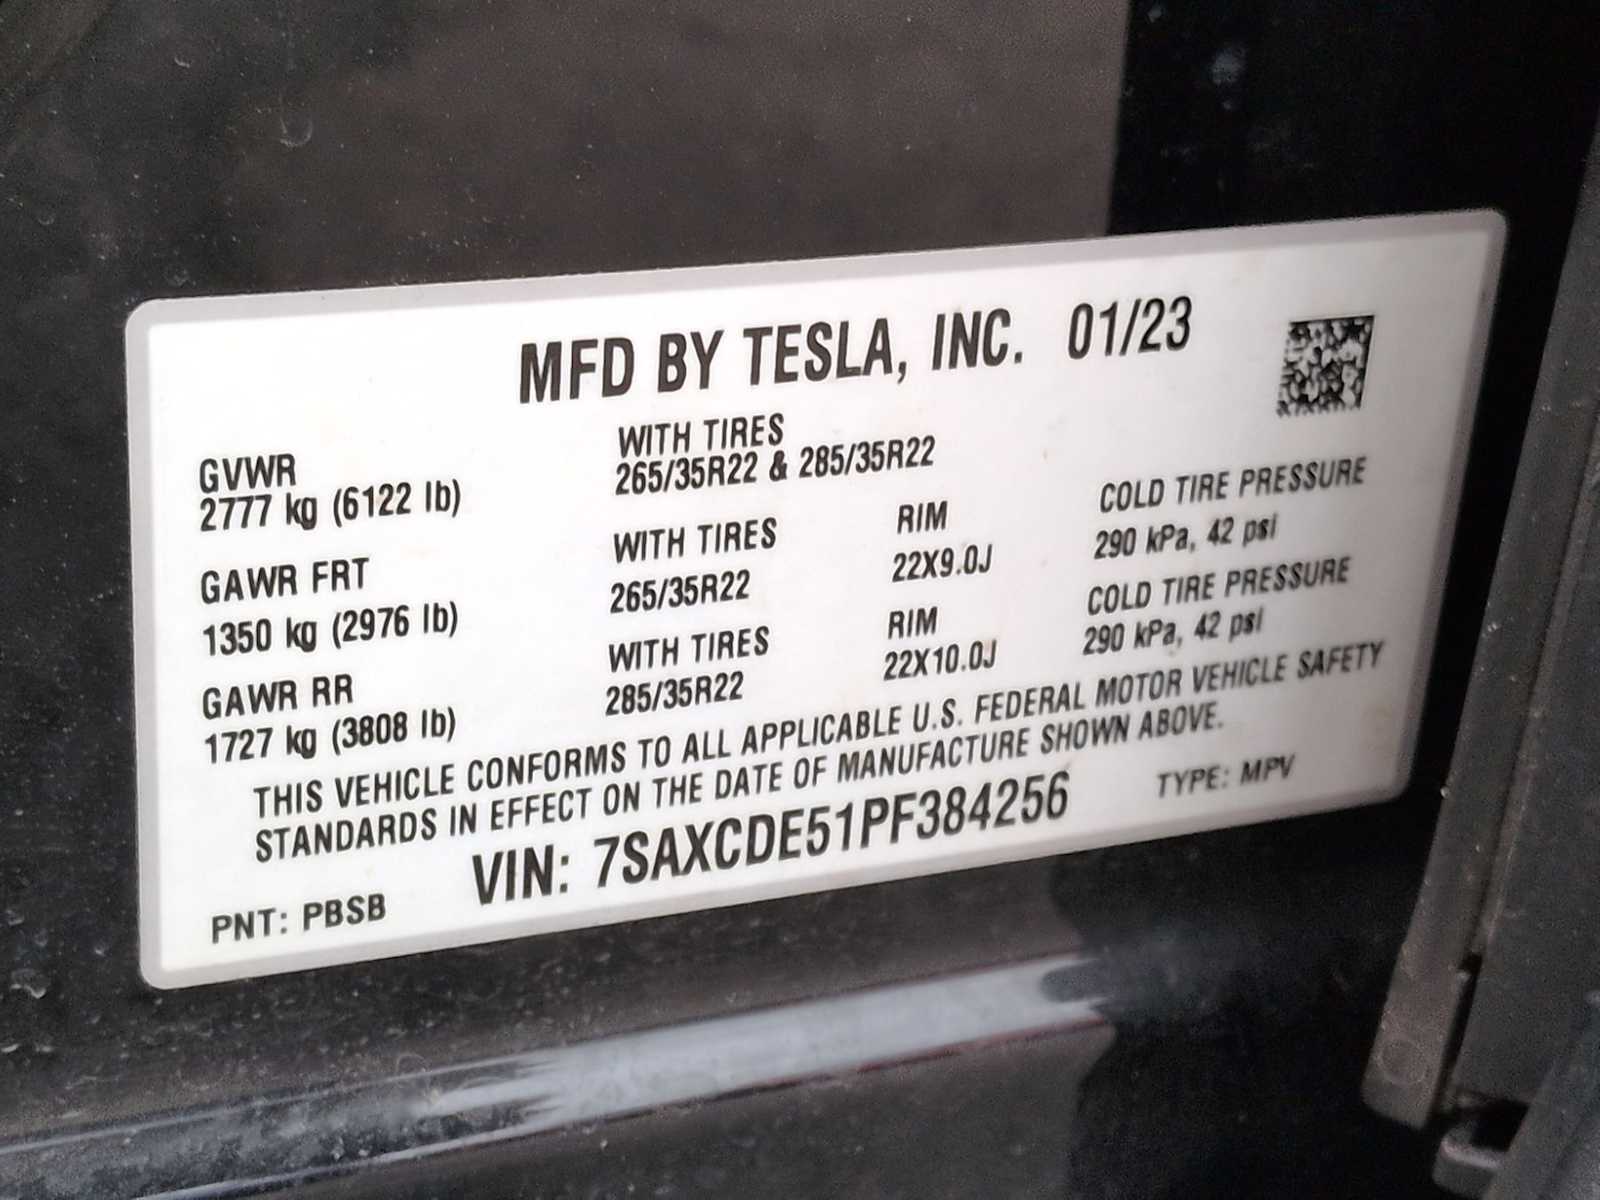 MFD BY TESLA, INC. 01/23
GVWR
2777 kg (6122 lb)
WITH TIRES
265/35R22 & 285/35R22
GAWR FRT
1350 kg (2976 lb)
WITH TIRES
265/35R22
RIM
22X9.0J
COLD TIRE PRESSURE
290 kPa, 42 psi
GAWR RR
1727 kg (3808 lb)
WITH TIRES
285/35R22
RIM
22X10.0J
COLD TIRE PRESSURE
290 kPa, 42 psi
THIS VEHICLE CONFORMS TO ALL APPLICABLE U.S. FEDERAL MOTOR VEHICLE SAFETY
STANDARDS IN EFFECT ON THE DATE OF MANUFACTURE SHOWN ABOVE.
PNT: PBSB
VIN: 7SAXCDE51PF384256
TYPE: MPV